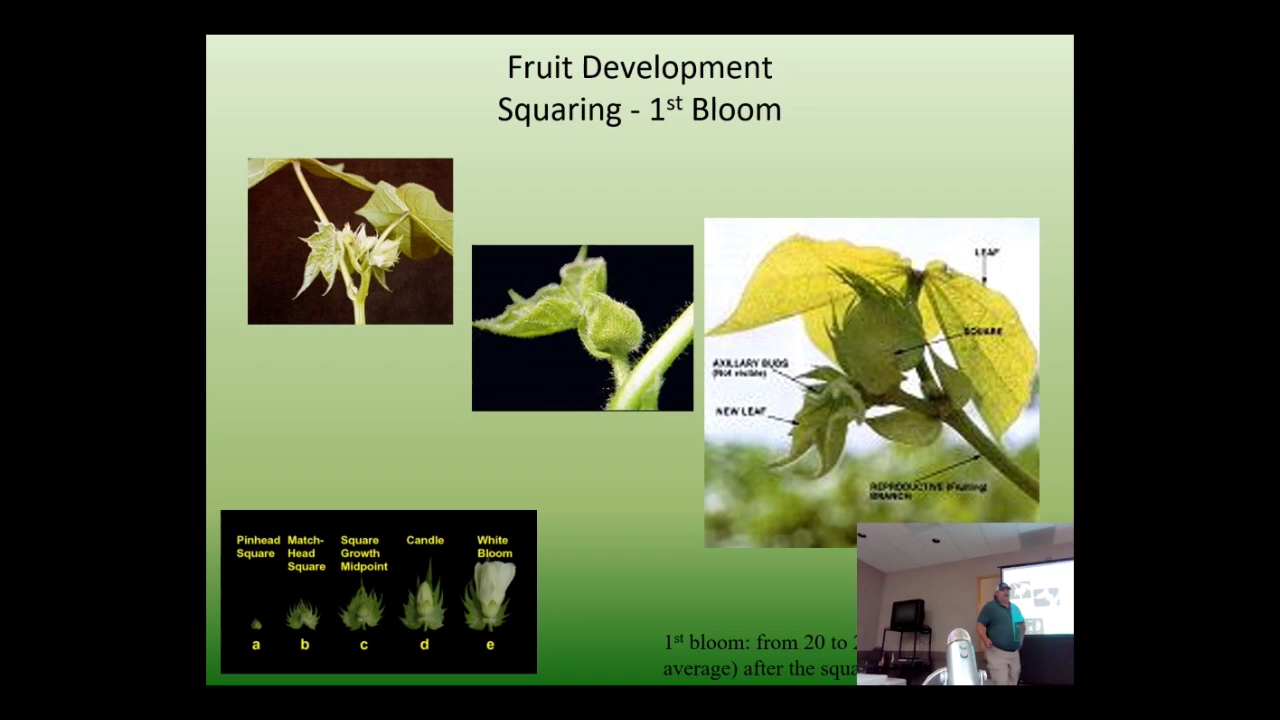 Fruit Development
Squaring - 1st Bloom
LEAF
SQUARE
AXILLARY BUDS
(Not visible)
NEW LEAF
REPRODUCTIVE (Fruiting)
BRANCH
Pinhead Square
Match-Head Square
Square Growth Midpoint
Candle
White Bloom
a b c d e
1st bloom: from 20 to
average) after the